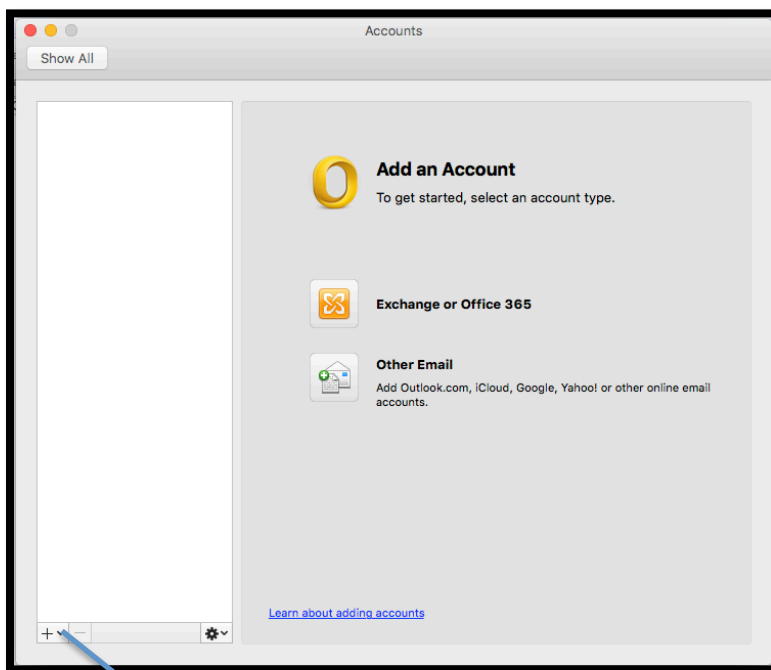 Accounts
Show All
Add an Account
To get started, select an account type.
Exchange or Office 365
Other Email
Add Outlook.com, iCloud, Google, Yahoo! or other online email
accounts.
Learn about adding accounts